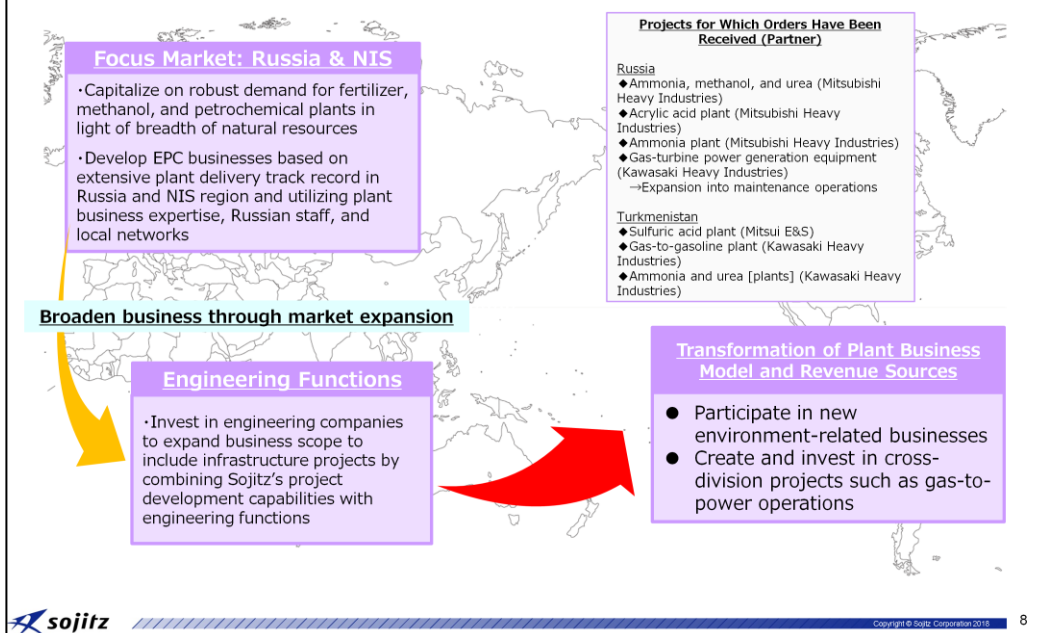 Focus Market: Russia & NIS
・Capitalize on robust demand for fertilizer,
methanol, and petrochemical plants in
light of breadth of natural resources
・Develop EPC businesses based on
extensive plant delivery track record in
Russia and NIS region and utilizing plant
business expertise, Russian staff, and
local networks
Projects for Which Orders Have Been
Received (Partner)
Russia
◆Ammonia, methanol, and urea (Mitsubishi
Heavy Industries)
◆Acrylic acid plant (Mitsubishi Heavy
Industries)
◆Ammonia plant (Mitsubishi Heavy Industries)
◆Gas-turbine power generation equipment
(Kawasaki Heavy Industries)
→Expansion into maintenance operations
Turkmenistan
◆Sulfuric acid plant (Mitsui E&S)
◆Gas-to-gasoline plant (Kawasaki Heavy
Industries)
◆Ammonia and urea [plants] (Kawasaki Heavy
Industries)
Broaden business through market expansion
Engineering Functions
・Invest in engineering companies
to expand business scope to
include infrastructure projects by
combining Sojitz's project
development capabilities with
engineering functions
Transformation of Plant Business
Model and Revenue Sources
● Participate in new
environment-related businesses
● Create and invest in cross-
division projects such as gas-to-
power operations
sojitz
Copyright © Sojitz Corporation 2018
8